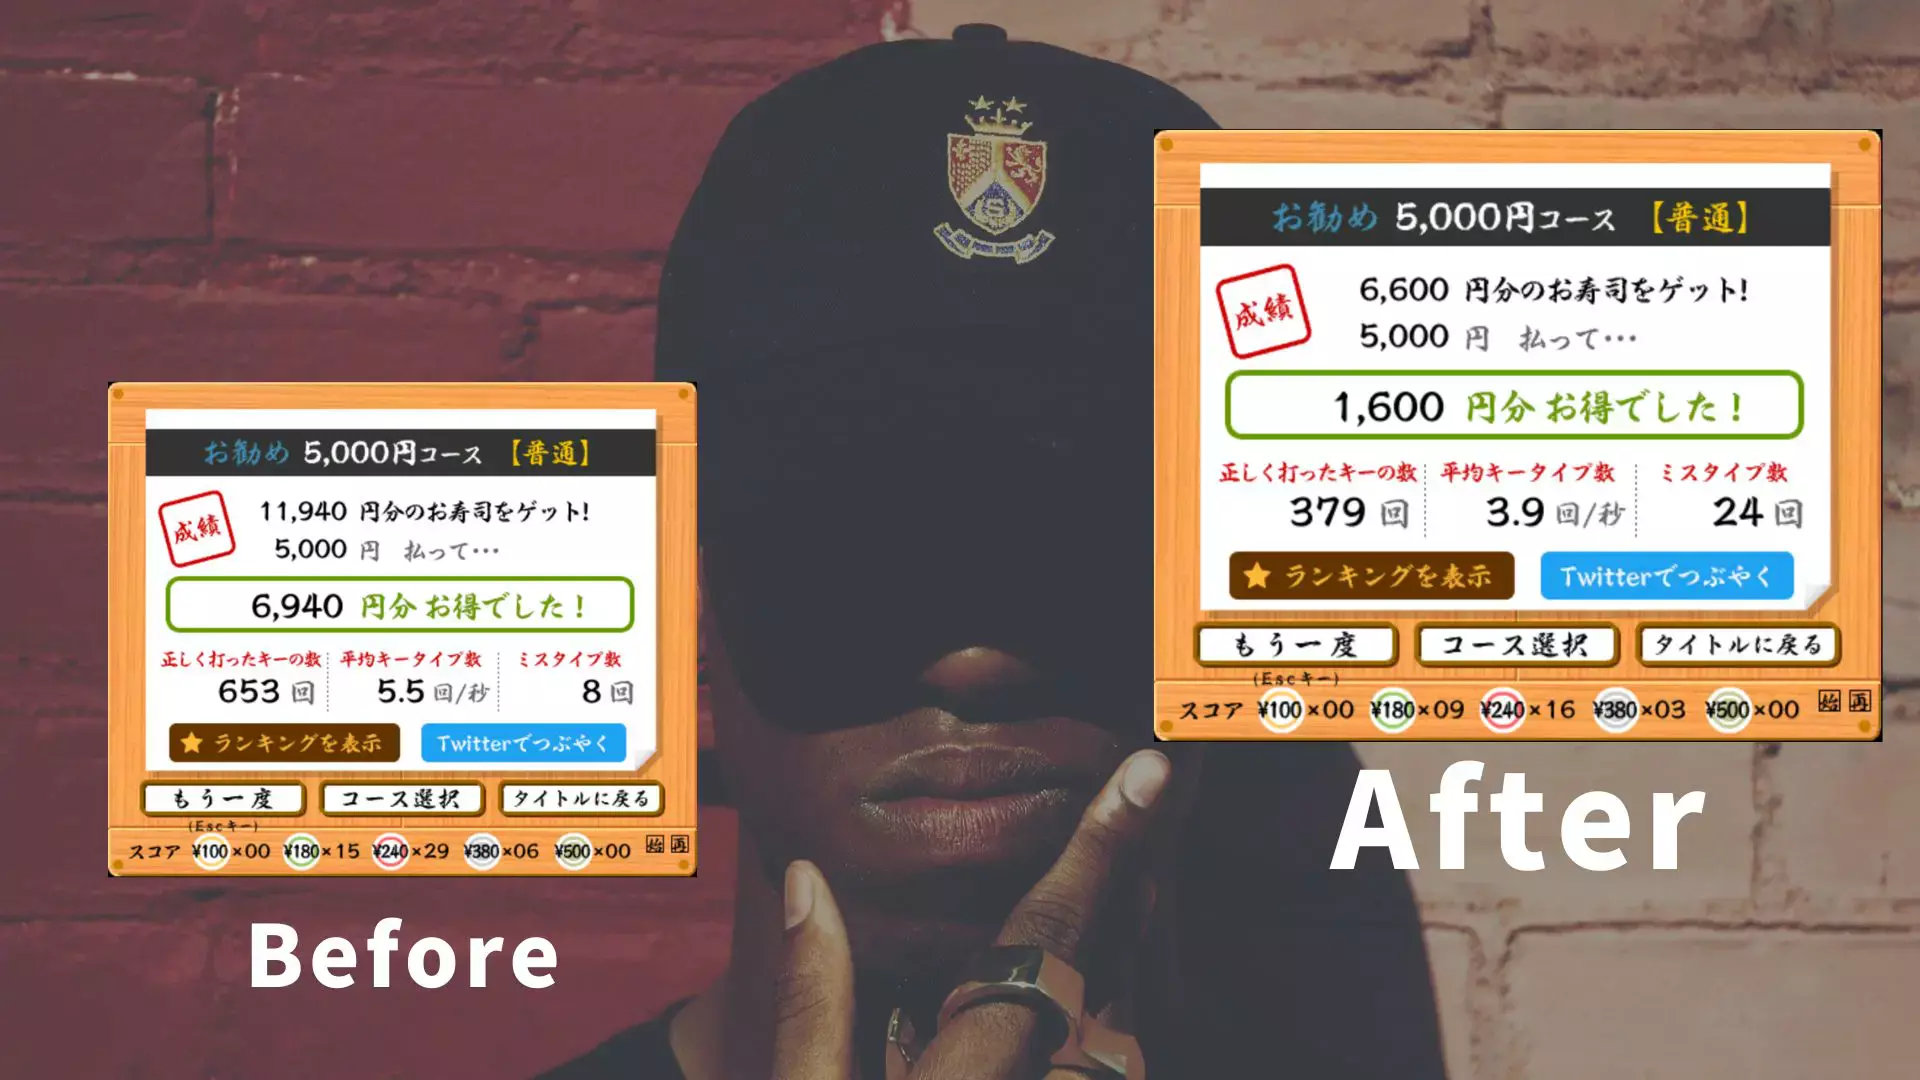 お勧め 5,000円コース 【普通】
成績
11,940 円分のお寿司をゲット!
5,000 円 払って…
6,940 円分 お得でした！
正しく打ったキーの数 平均キータイプ数 ミスタイプ数
653 回 5.5 回/秒 8 回
★ ランキングを表示 Twitterでつぶやく
もう一度 コース選択 タイトルに戻る
(Escキー)
スコア ¥100×00 ¥180×15 ¥240×29 ¥380×06 ¥500×00 始 再
Before
お勧め 5,000円コース 【普通】
成績
6,600 円分のお寿司をゲット!
5,000 円 払って…
1,600 円分 お得でした！
正しく打ったキーの数 平均キータイプ数 ミスタイプ数
379 回 3.9 回/秒 24 回
★ ランキングを表示 Twitterでつぶやく
もう一度 コース選択 タイトルに戻る
(Escキー)
スコア ¥100×00 ¥180×09 ¥240×16 ¥380×03 ¥500×00 始 再
After